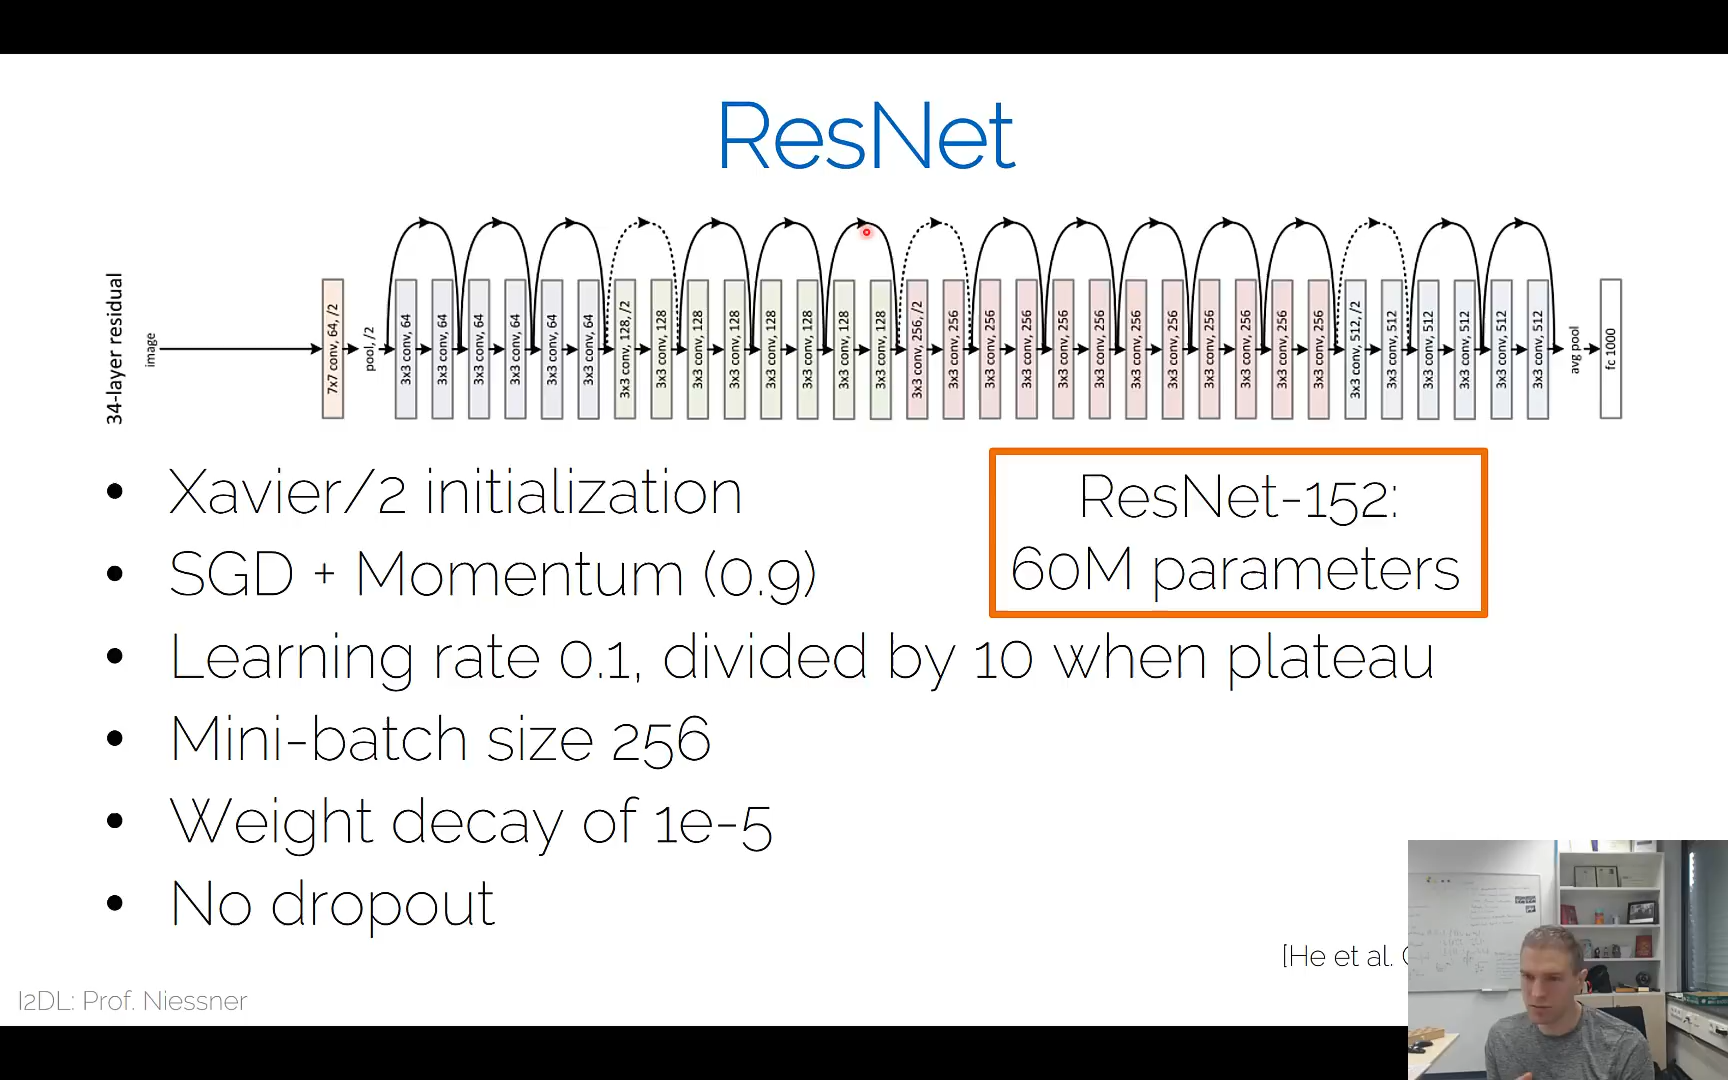 ResNet
34-layer residual
image
7x7 conv, 64, /2
pool, /2
3x3 conv, 64
3x3 conv, 64
3x3 conv, 64
3x3 conv, 64
3x3 conv, 64
3x3 conv, 64
3x3 conv, 128, /2
3x3 conv, 128
3x3 conv, 128
3x3 conv, 128
3x3 conv, 128
3x3 conv, 128
3x3 conv, 128
3x3 conv, 128
3x3 conv, 256, /2
3x3 conv, 256
3x3 conv, 256
3x3 conv, 256
3x3 conv, 256
3x3 conv, 256
3x3 conv, 256
3x3 conv, 256
3x3 conv, 256
3x3 conv, 256
3x3 conv, 256
3x3 conv, 256
3x3 conv, 512, /2
3x3 conv, 512
3x3 conv, 512
3x3 conv, 512
3x3 conv, 512
3x3 conv, 512
avg pool
fc 1000
• Xavier/2 initialization
• SGD + Momentum (0.9)
• Learning rate 0.1, divided by 10 when plateau
• Mini-batch size 256
• Weight decay of 1e-5
• No dropout
ResNet-152:
60M parameters
[He et al.
I2DL: Prof. Niessner